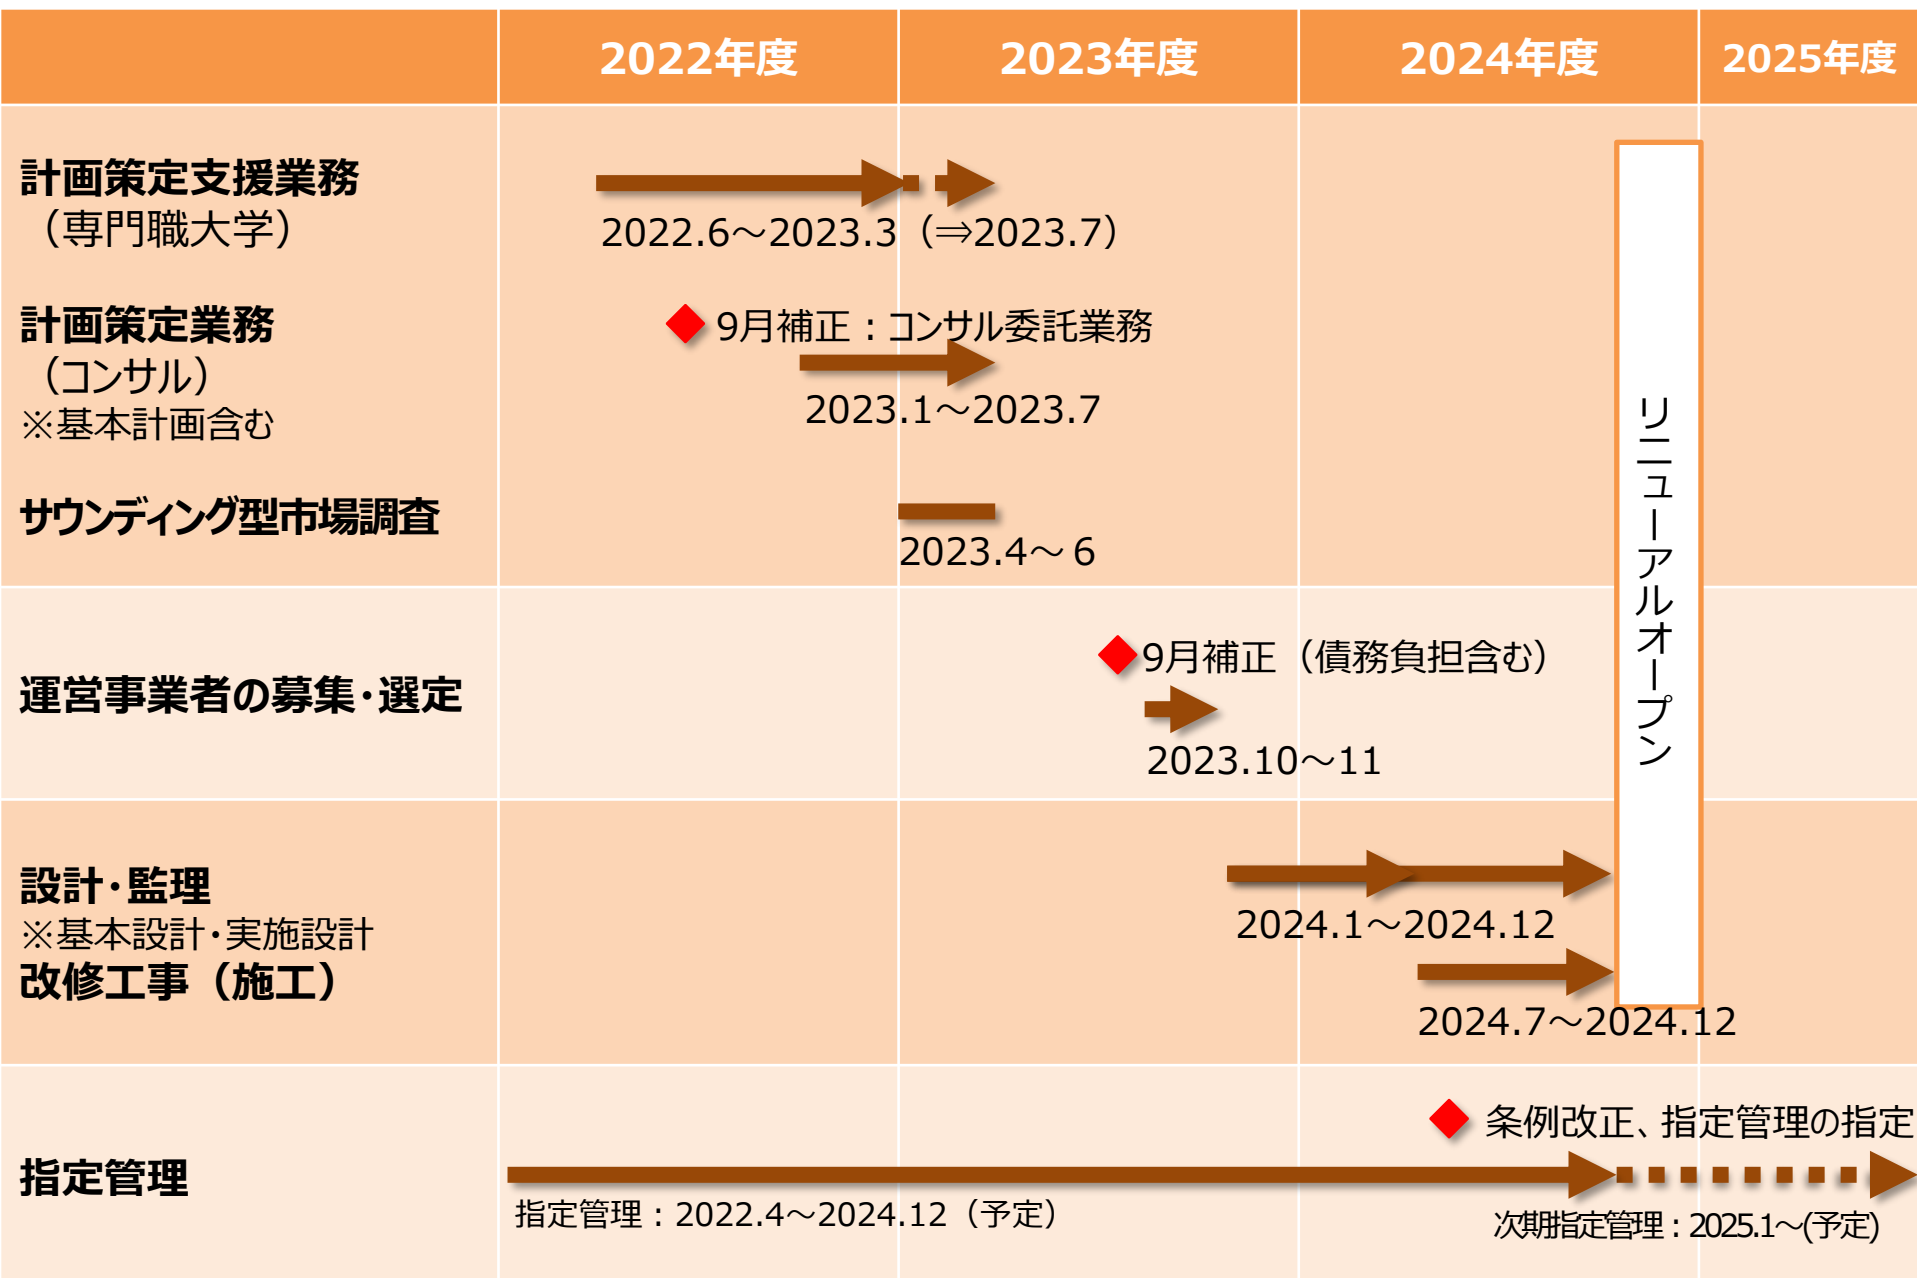 2022年度 2023年度 2024年度 2025年度
計画策定支援業務
（専門職大学）
2022.6～2023.3（⇒2023.7）
計画策定業務
（コンサル）
※基本計画含む
9月補正：コンサル委託業務
2023.1～2023.7
サウンディング型市場調査
2023.4～６
運営事業者の募集・選定
9月補正（債務負担含む）
2023.10～11
設計・監理
※基本設計・実施設計
改修工事（施工）
2024.1～2024.12
2024.7～2024.12
リニューアルオープン
指定管理
条例改正、指定管理の指定
指定管理：2022.4～2024.12（予定）
次期指定管理：2025.1～(予定)